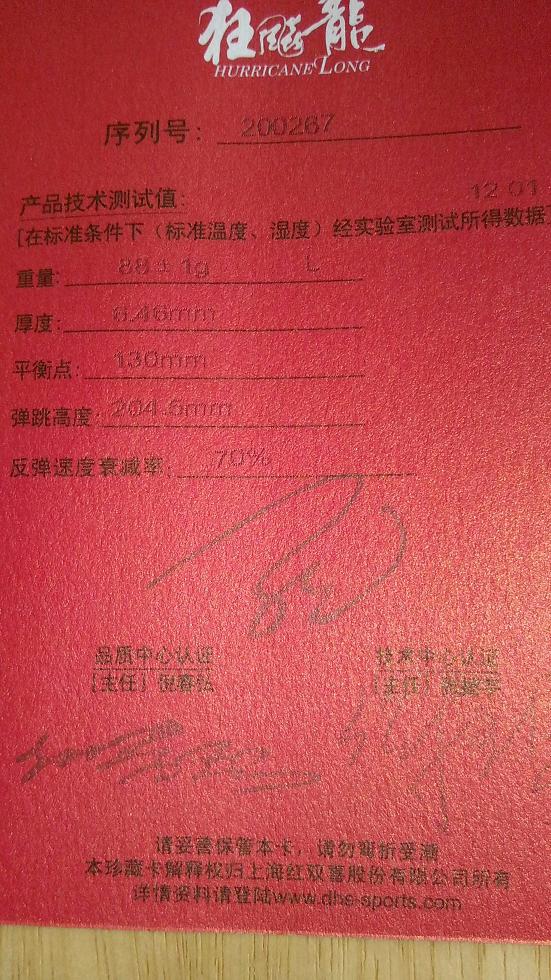 狂飚龍
HURRICANE LONG
序列号: 200267
产品技术测试值: 12 01
[在标准条件下（标准温度、湿度）经实验室测试所得数据
重量: 88±1g L
厚度: 6.46mm
平衡点: 130mm
弹跳高度: 204.5mm
反弹速度衰减率: 70%
品质中心认证 技术中心认证
[主任] 倪睿弘 [主任]
请妥善保管本卡，请勿弯折受潮
本珍藏卡解释权归上海红双喜股份有限公司所有
详情资料请登陆www.dhs-sports.com